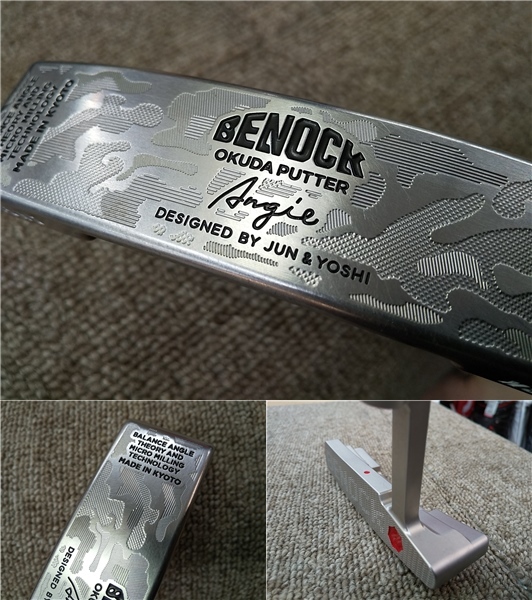 BENOCK
OKUDA PUTTER
Angie
DESIGNED BY JUN & YOSHI
BALANCE ANGLE
THEORY AND
MICRO MILLING
TECHNOLOGY
MADE IN KYOTO